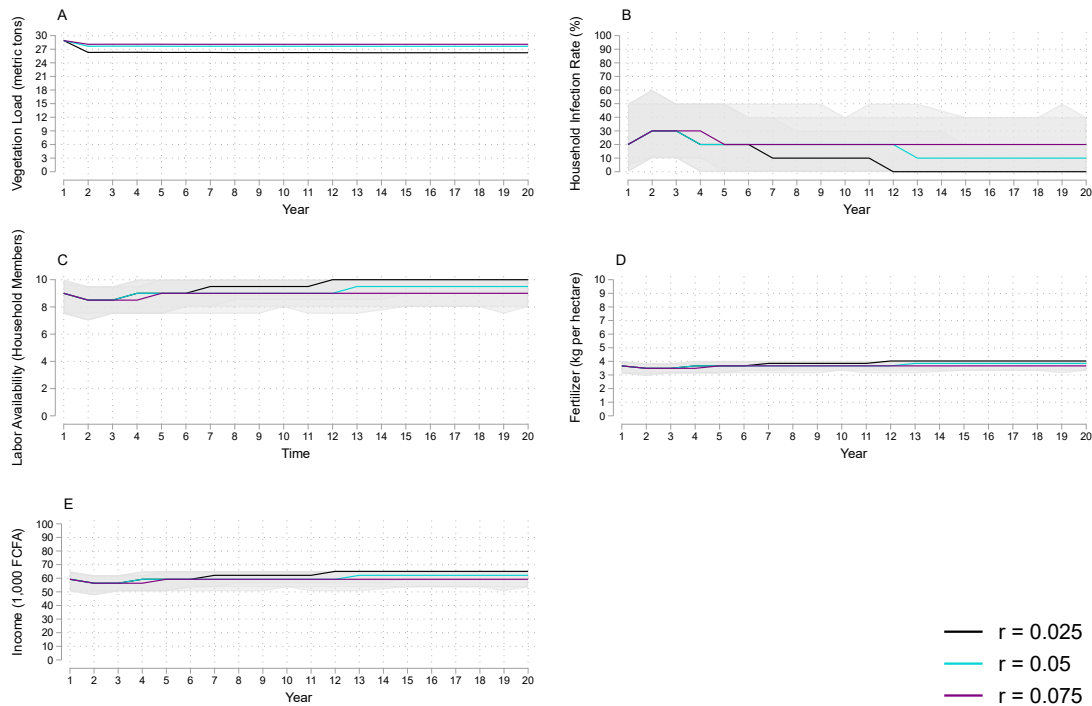 A
Vegetation Load (metric tons)
30
27
24
21
18
15
12
9
6
3
0
1 2 3 4 5 6 7 8 9 10 11 12 13 14 15 16 17 18 19 20
Year
B
Household Infection Rate (%)
100
90
80
70
60
50
40
30
20
10
0
1 2 3 4 5 6 7 8 9 10 11 12 13 14 15 16 17 18 19 20
Year
C
Labor Availability (Household Members)
10
8
6
4
2
0
1 2 3 4 5 6 7 8 9 10 11 12 13 14 15 16 17 18 19 20
Time
D
Fertilizer (kg per hectare)
10
9
8
7
6
5
4
3
2
1
0
1 2 3 4 5 6 7 8 9 10 11 12 13 14 15 16 17 18 19 20
Year
E
Income (1,000 FCFA)
100
90
80
70
60
50
40
30
20
10
0
1 2 3 4 5 6 7 8 9 10 11 12 13 14 15 16 17 18 19 20
Year
r = 0.025
r = 0.05
r = 0.075